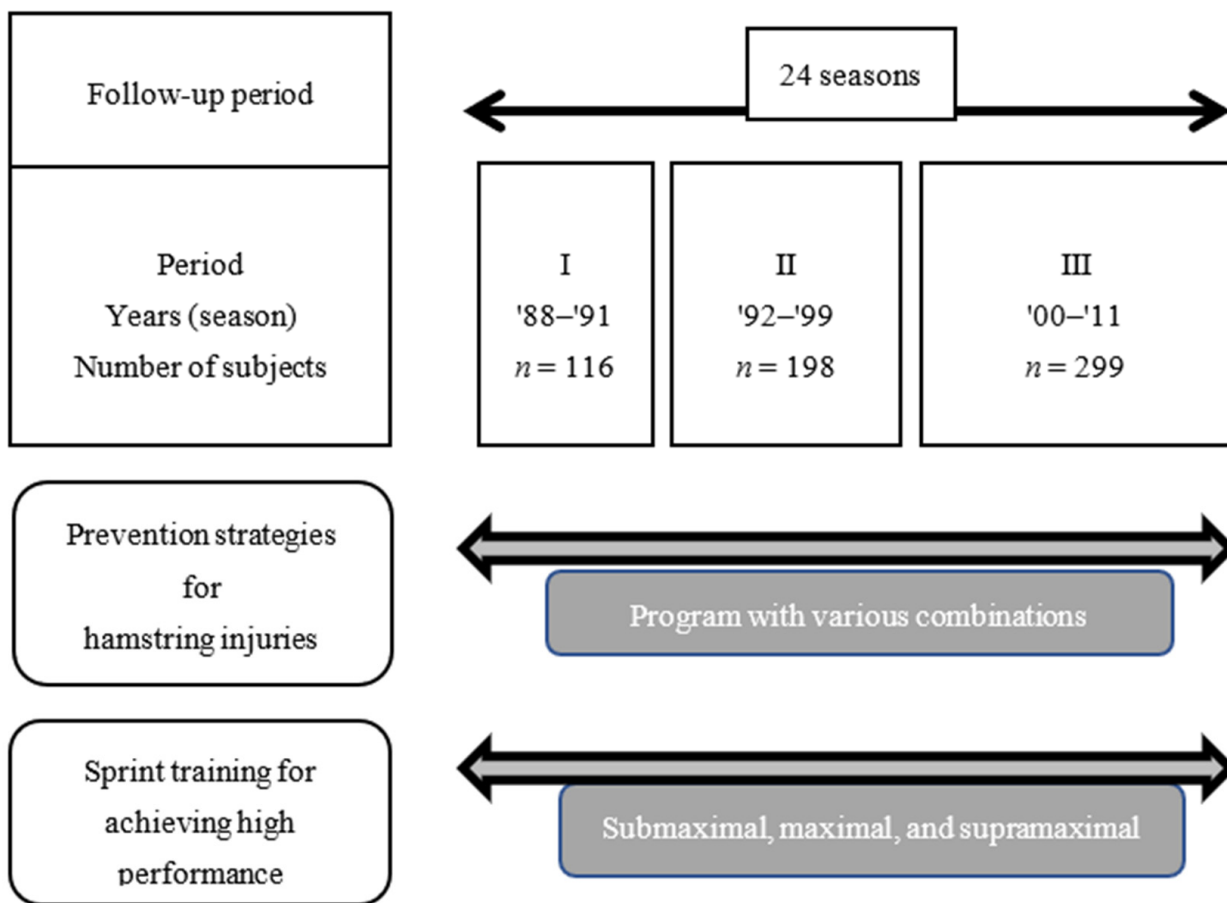 Follow-up period
24 seasons
Period
Years (season)
Number of subjects
I
'88–'91
n = 116
II
'92–'99
n = 198
III
'00–'11
n = 299
Prevention strategies
for
hamstring injuries
Program with various combinations
Sprint training for
achieving high
performance
Submaximal, maximal, and supramaximal